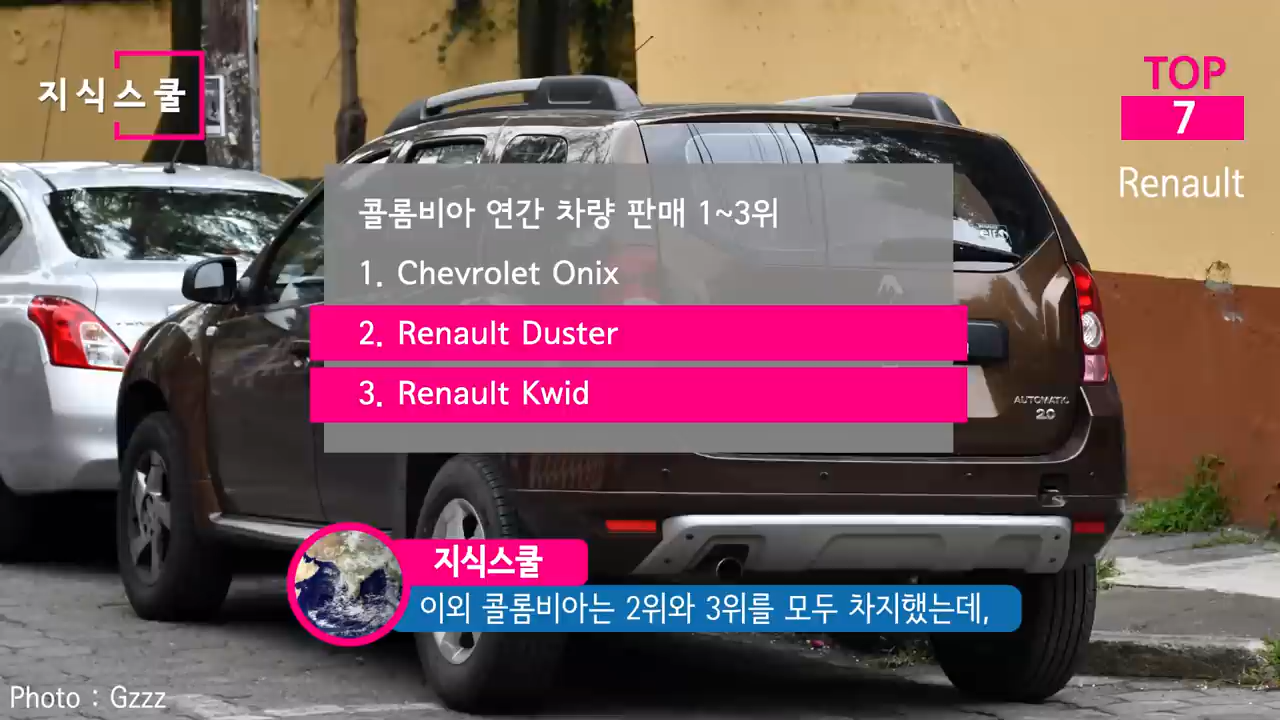 지식스쿨
TOP
7
Renault
콜롬비아 연간 차량 판매 1~3위
1. Chevrolet Onix
2. Renault Duster
3. Renault Kwid
AUTOMATIC
2.0
지식스쿨
이외 콜롬비아는 2위와 3위를 모두 차지했는데,
Photo : Gzzz